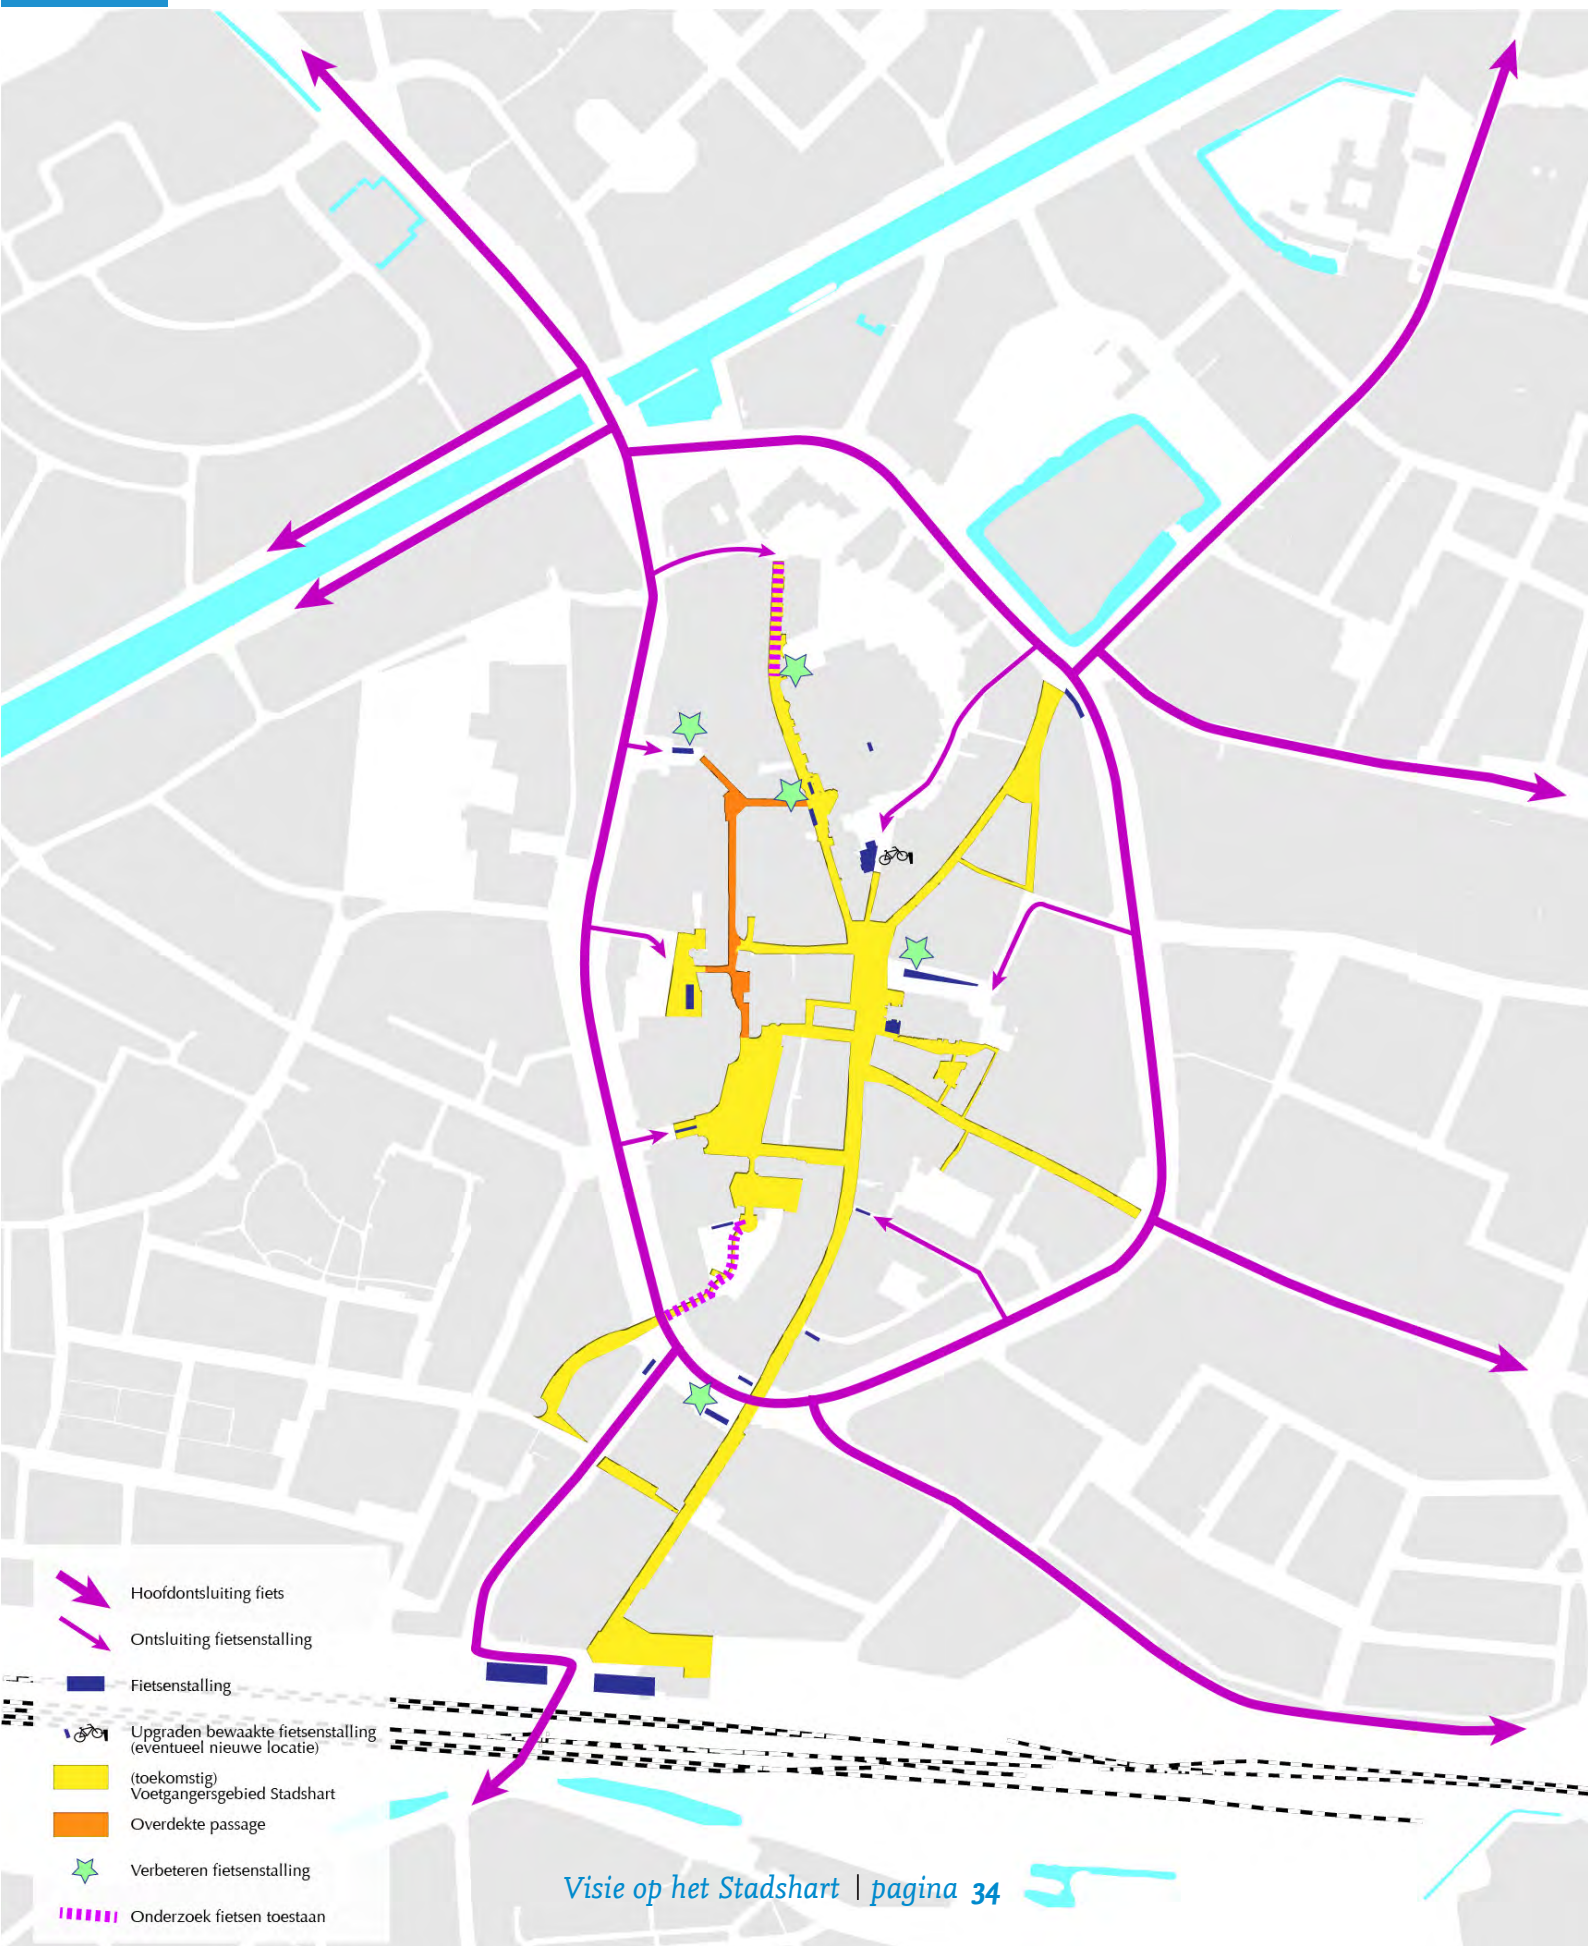 Hoofdontsluiting fiets
Ontsluiting fietsenstalling
Fietsenstalling
Upgraden bewaakte fietsenstalling
(eventueel nieuwe locatie)
(toekomstig)
Voetgangersgebied Stadshart
Overdekte passage
Verbeteren fietsenstalling
Onderzoek fietsen toestaan
Visie op het Stadshart | pagina 34